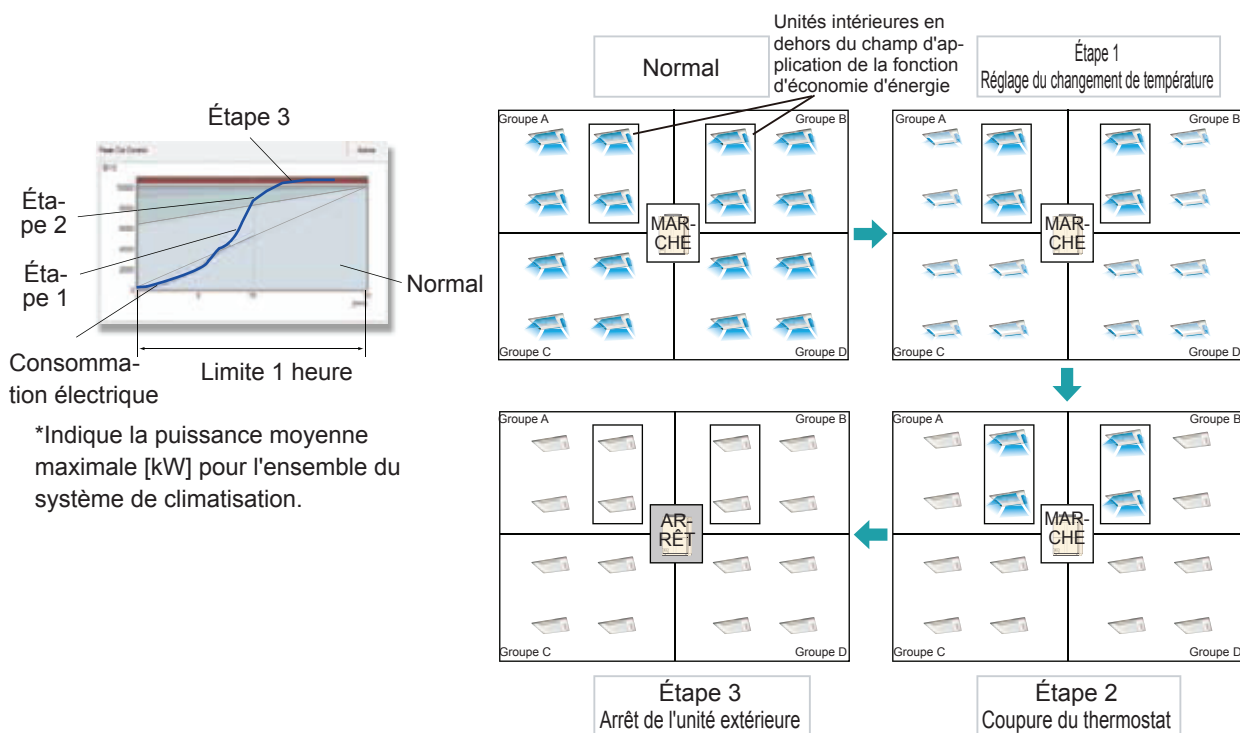 Étape 3
Éta-
pe 2
Éta-
pe 1
Normal
Consomma-
tion électrique
Limite 1 heure
*Indique la puissance moyenne
maximale [kW] pour l'ensemble du
système de climatisation.
Normal
Unités intérieures en
dehors du champ d'ap-
plication de la fonction
d'économie d'énergie
Étape 1
Réglage du changement de température
Groupe A
Groupe B
MAR-
CHE
Groupe C
Groupe D
Groupe A
Groupe B
MAR-
CHE
Groupe C
Groupe D
Groupe A
Groupe B
AR-
RÊT
Groupe C
Groupe D
Étape 3
Arrêt de l'unité extérieure
Groupe A
Groupe B
MAR-
CHE
Groupe C
Groupe D
Étape 2
Coupure du thermostat